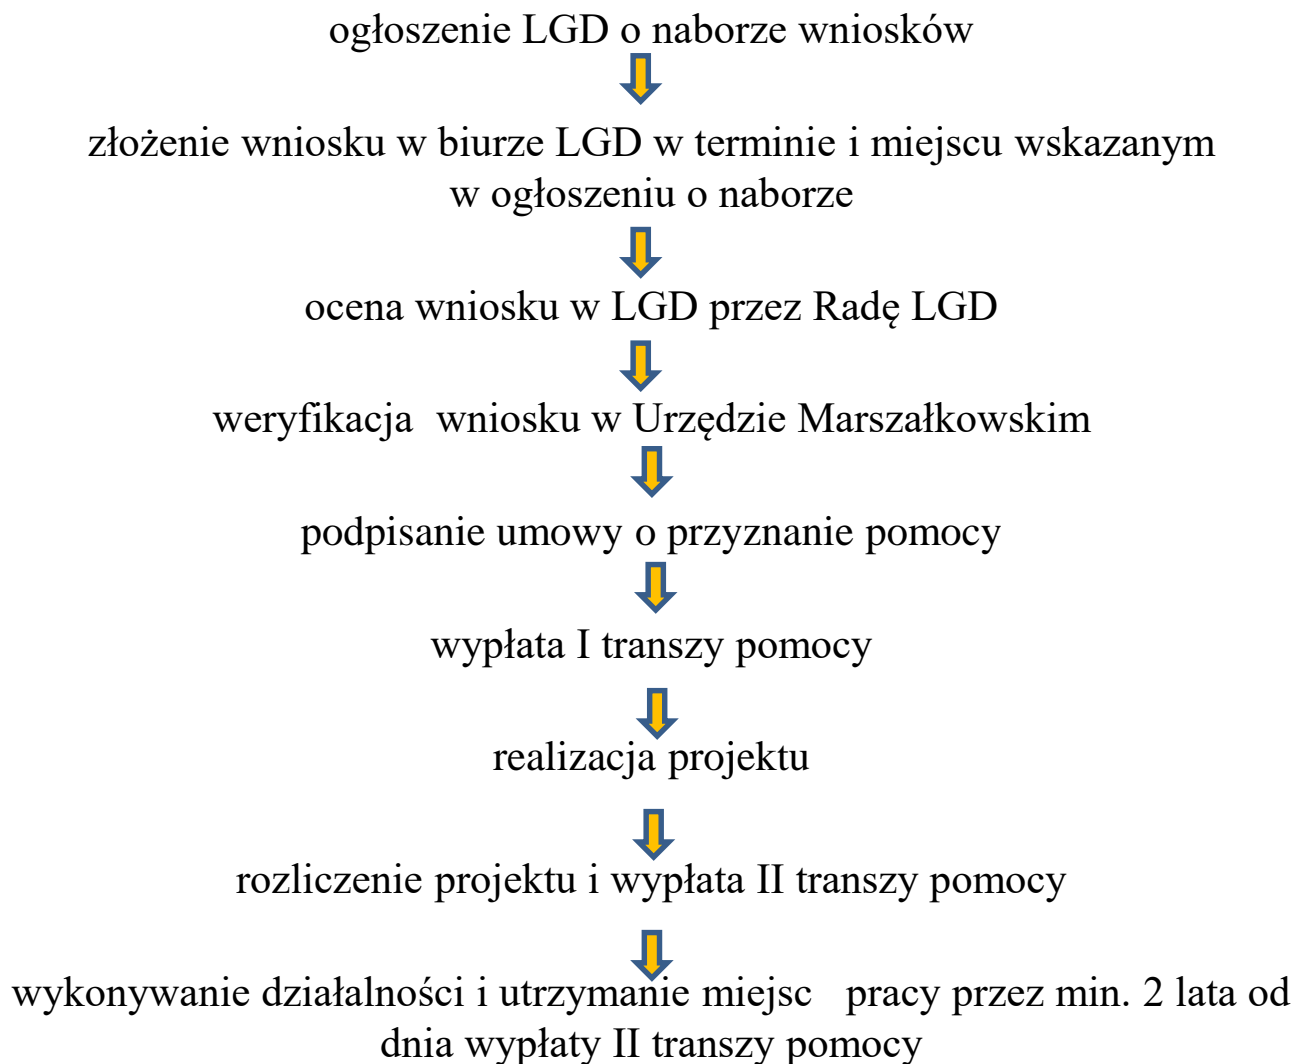 ogłoszenie LGD o naborze wniosków
złożenie wniosku w biurze LGD w terminie i miejscu wskazanym
w ogłoszeniu o naborze
ocena wniosku w LGD przez Radę LGD
weryfikacja wniosku w Urzędzie Marszałkowskim
podpisanie umowy o przyznanie pomocy
wypłata I transzy pomocy
realizacja projektu
rozliczenie projektu i wypłata II transzy pomocy
wykonywanie działalności i utrzymanie miejsc pracy przez min. 2 lata od
dnia wypłaty II transzy pomocy